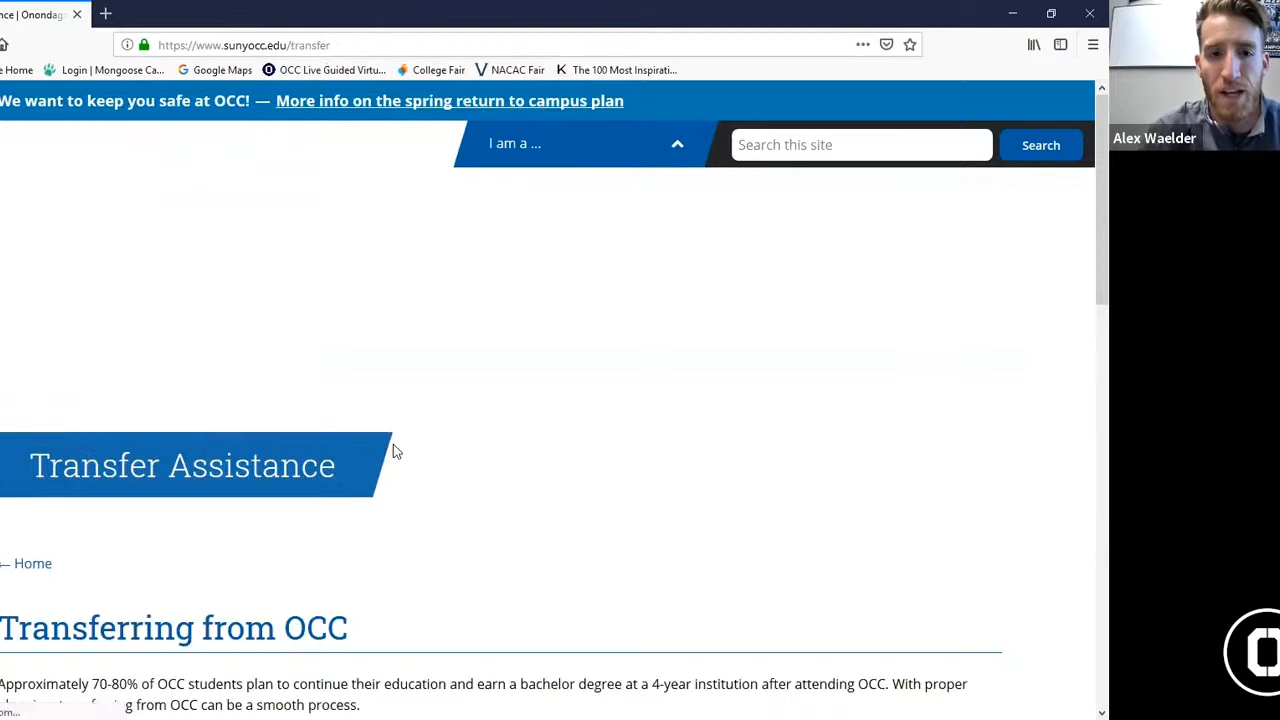 nce | Onondag
https://www.sunyocc.edu/transfer
e Home Login | Mongoose Ca... Google Maps OCC Live Guided Virtu... College Fair NACAC Fair The 100 Most Inspirati...
We want to keep you safe at OCC! — More info on the spring return to campus plan
I am a ... Search this site Search
Alex Waelder
Transfer Assistance
← Home
Transferring from OCC
Approximately 70-80% of OCC students plan to continue their education and earn a bachelor degree at a 4-year institution after attending OCC. With proper
g from OCC can be a smooth process.
om...